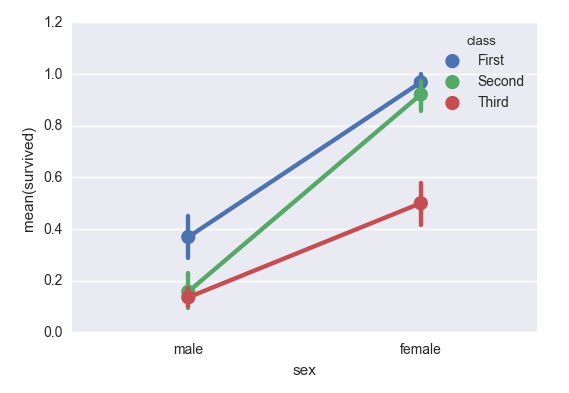 1.2
1.0
0.8
0.6
0.4
0.2
0.0
mean(survived)
class
First
Second
Third
male
female
sex